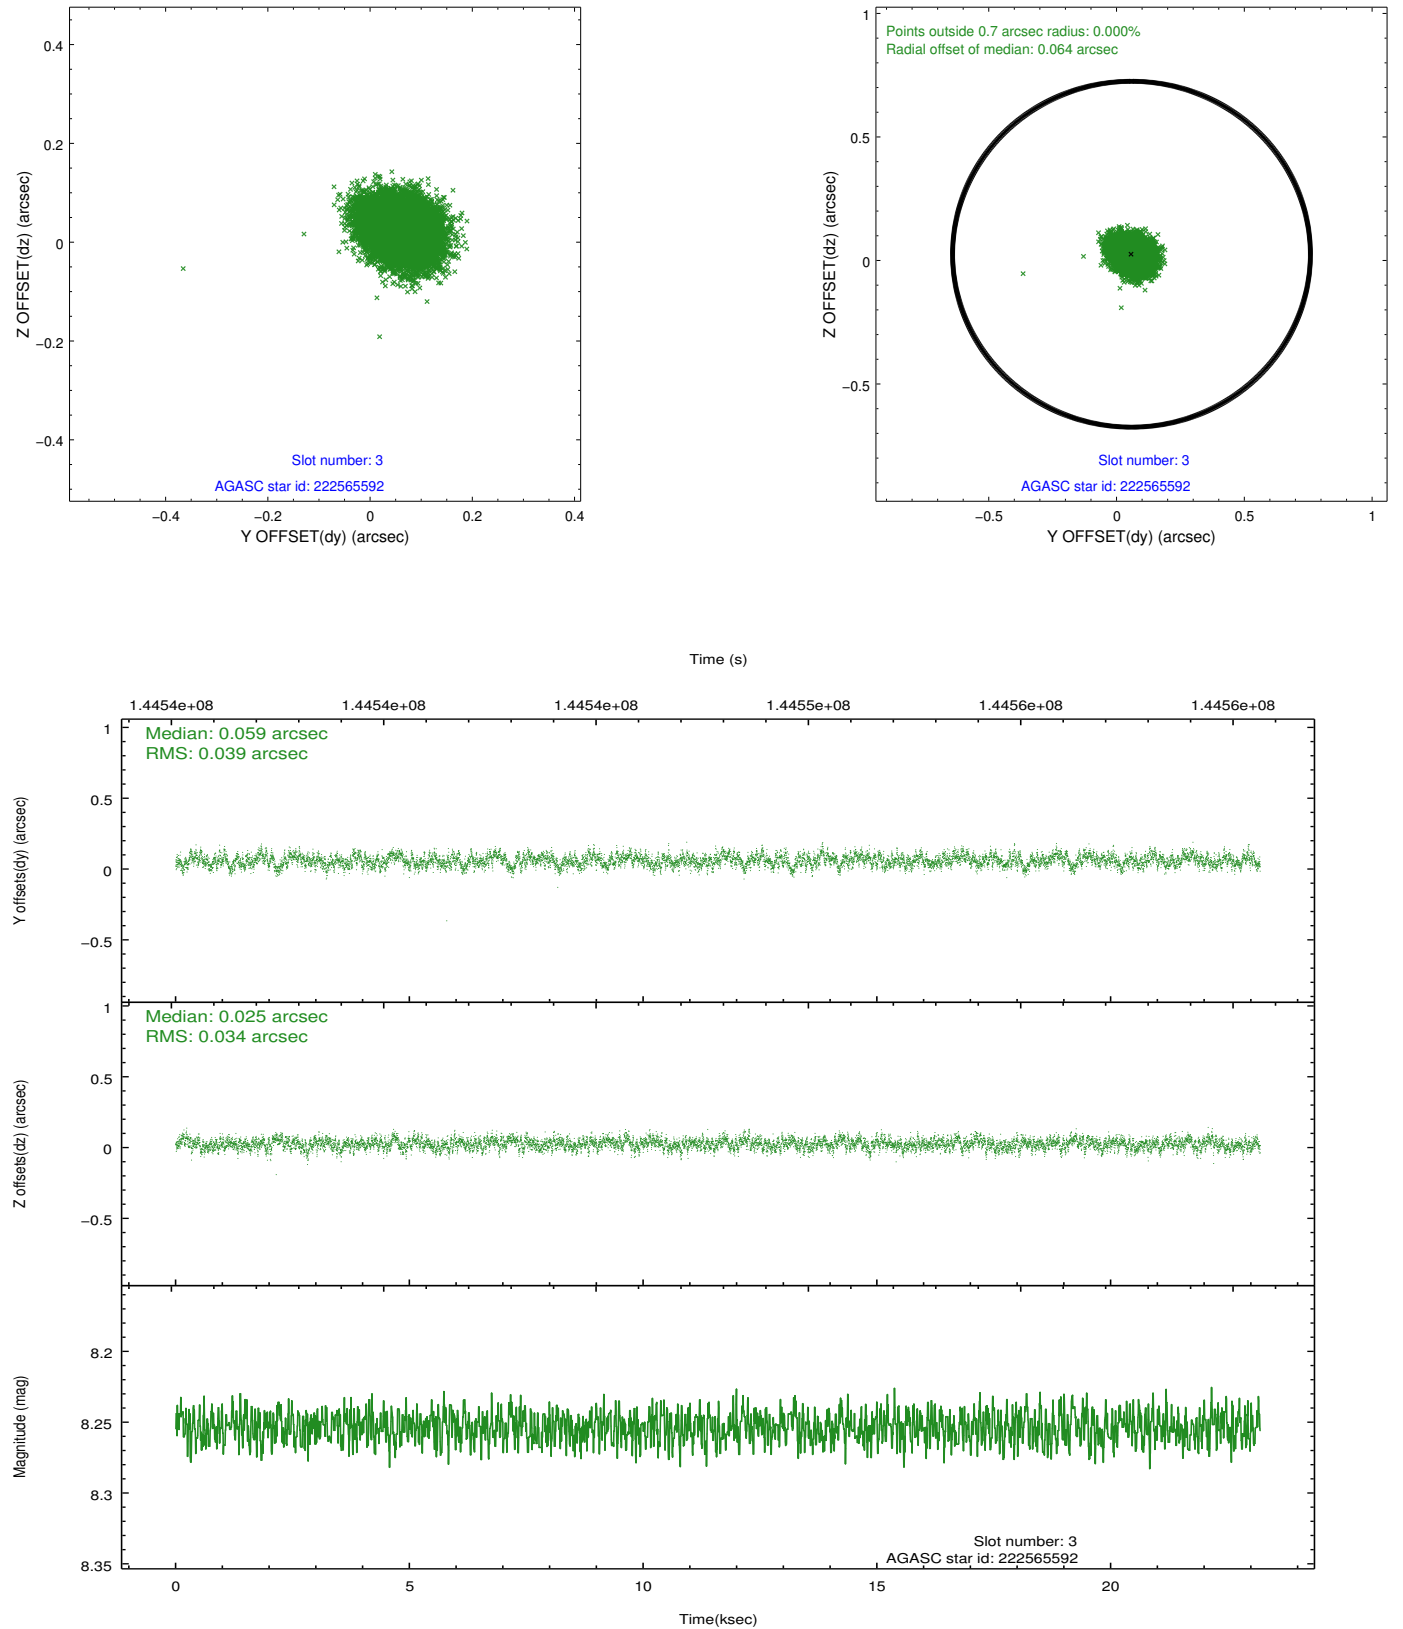 0.4
0.2
0
−0.2
−0.4
Z OFFSET(dz) (arcsec)
Slot number: 3
AGASC star id: 222565592
−0.4 −0.2 0 0.2 0.4
Y OFFSET(dy) (arcsec)
1
0.5
0
−0.5
Z OFFSET(dz) (arcsec)
Points outside 0.7 arcsec radius: 0.000%
Radial offset of median: 0.064 arcsec
Slot number: 3
AGASC star id: 222565592
−0.5 0 0.5 1
Y OFFSET(dy) (arcsec)
Time (s)
1.4454e+08 1.4454e+08 1.4454e+08 1.4455e+08 1.4456e+08 1.4456e+08
Median: 0.059 arcsec
RMS: 0.039 arcsec
1
0.5
0
−0.5
Y offsets(dy) (arcsec)
Median: 0.025 arcsec
RMS: 0.034 arcsec
1
0.5
0
−0.5
Z offsets(dz) (arcsec)
8.2
8.25
8.3
8.35
Magnitude (mag)
Slot number: 3
AGASC star id: 222565592
0 5 10 15 20
Time(ksec)